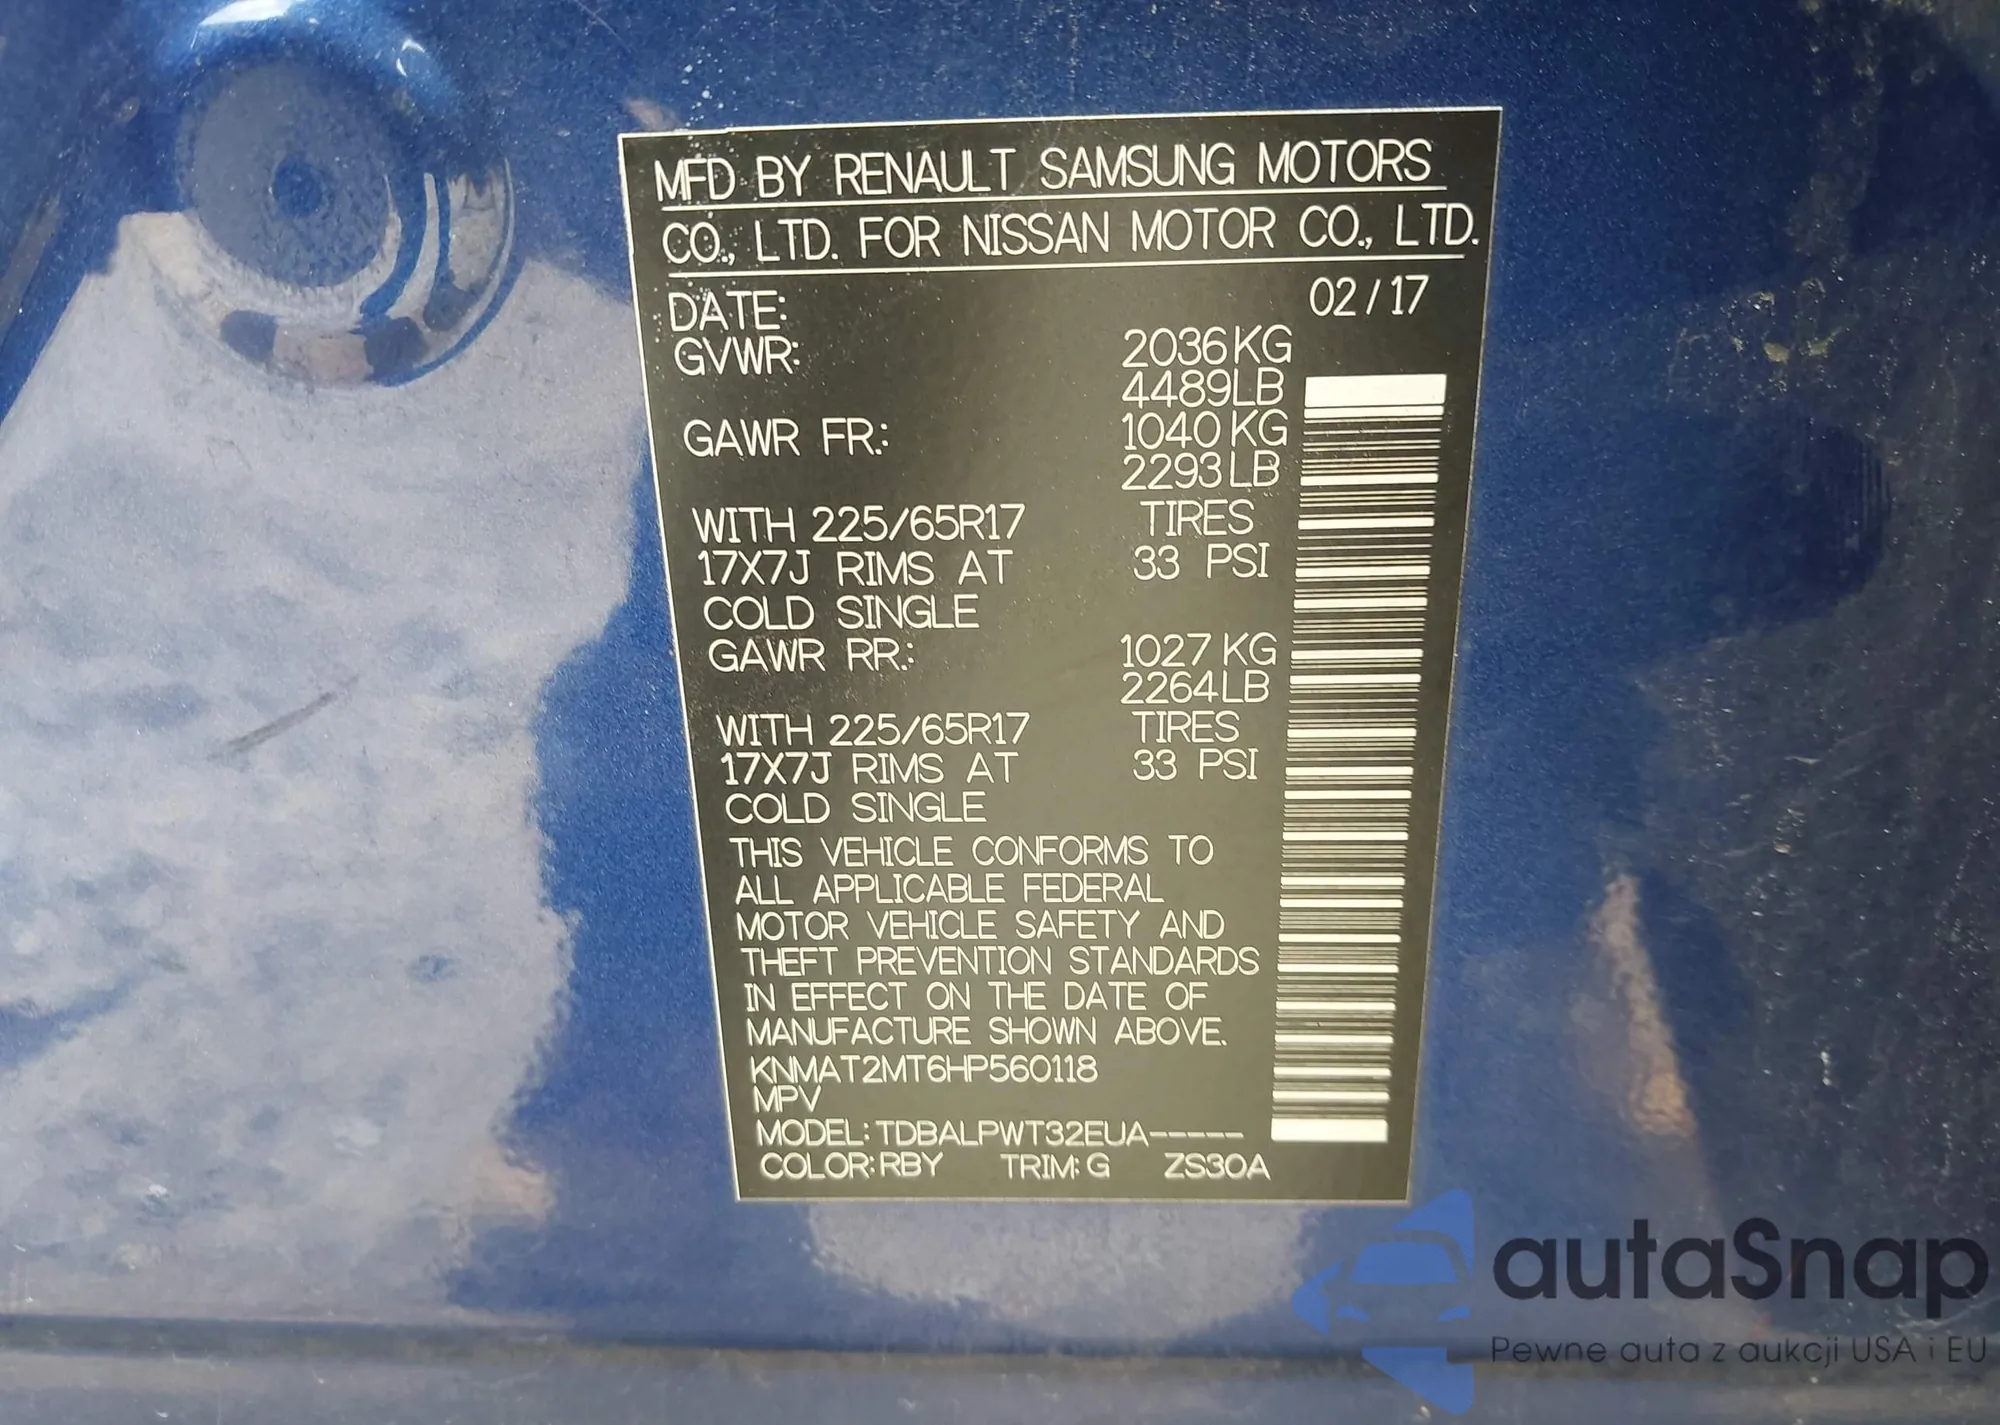 MFD BY RENAULT SAMSUNG MOTORS
CO., LTD. FOR NISSAN MOTOR CO., LTD.
DATE: 02/17
GVWR: 2036KG
4489LB
GAWR FR.: 1040KG
2293LB
WITH 225/65R17 TIRES
17X7J RIMS AT 33 PSI
COLD SINGLE
GAWR RR.: 1027KG
2264LB
WITH 225/65R17 TIRES
17X7J RIMS AT 33 PSI
COLD SINGLE
THIS VEHICLE CONFORMS TO
ALL APPLICABLE FEDERAL
MOTOR VEHICLE SAFETY AND
THEFT PREVENTION STANDARDS
IN EFFECT ON THE DATE OF
MANUFACTURE SHOWN ABOVE.
KNMAT2MT6HP560118
MPV
MODEL: TDBALPWT32EUA-----
COLOR: RBY TRIM: G ZS30A
autaSnap
Pewne auta z aukcji USA i EU